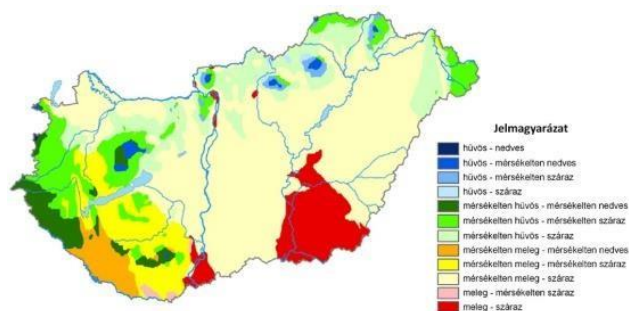 Jelmagyarázat
hűvös - nedves
hűvös - mérsékelten nedves
hűvös - mérsékelten száraz
hűvös - száraz
mérsékelten hűvös - mérsékelten nedves
mérsékelten hűvös - mérsékelten száraz
mérsékelten hűvös - száraz
mérsékelten meleg - mérsékelten nedves
mérsékelten meleg - mérsékelten száraz
mérsékelten meleg - száraz
meleg - mérsékelten száraz
meleg - száraz